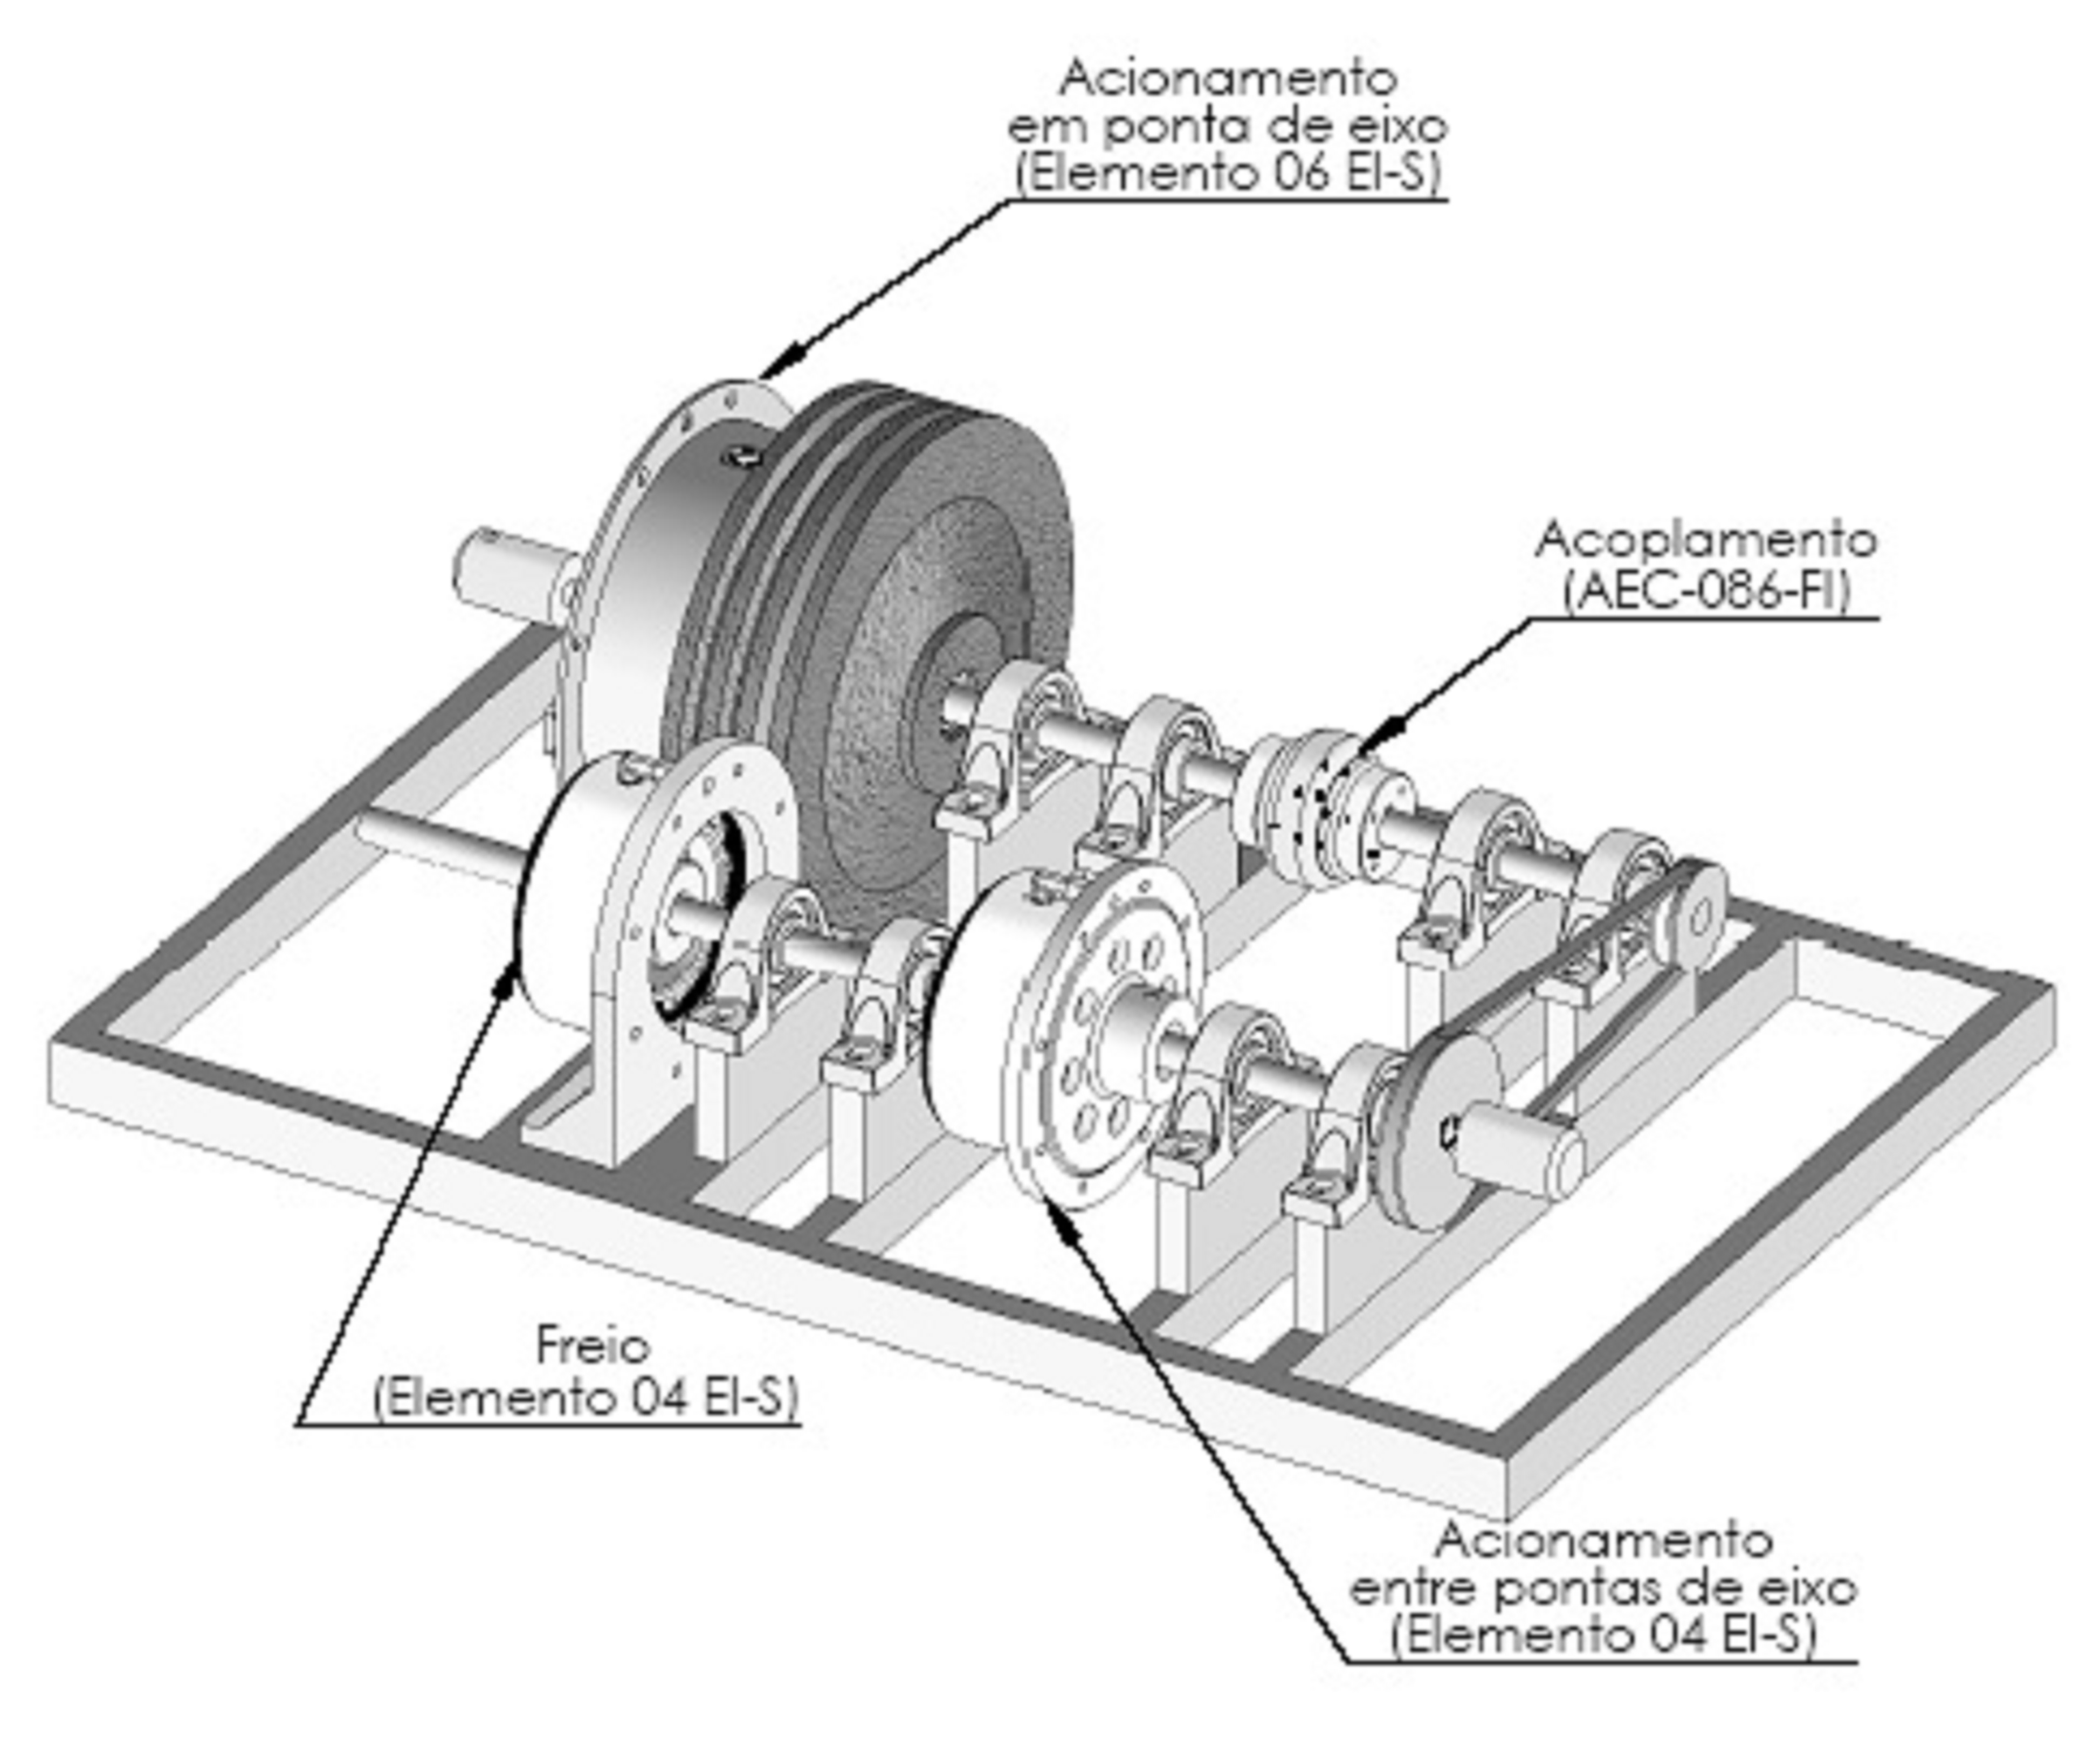 Acionamento
em ponta de eixo
(Elemento 06 EI-S)
Acoplamento
(AEC-086-FI)
Freio
(Elemento 04 EI-S)
Acionamento
entre pontas de eixo
(Elemento 04 EI-S)